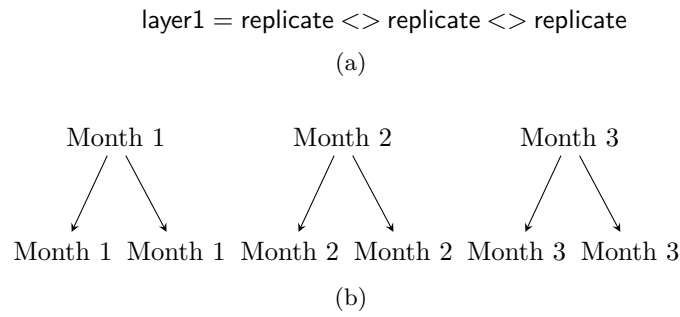 layer1 = replicate <> replicate <> replicate
(a)
Month 1 Month 2 Month 3
Month 1 Month 1 Month 2 Month 2 Month 3 Month 3
(b)